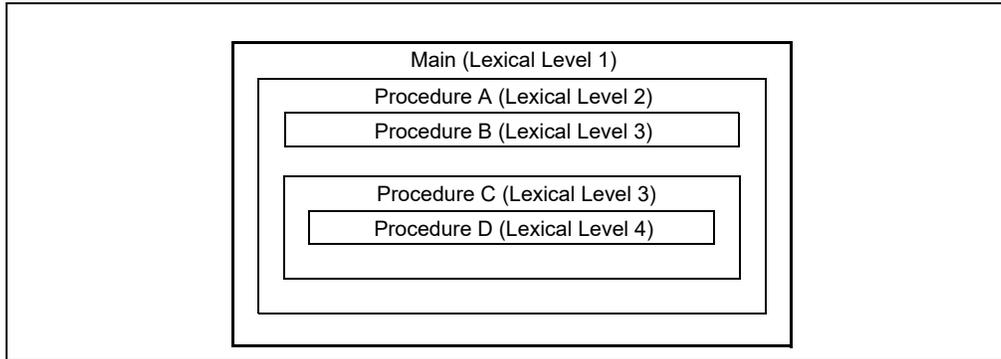 Main (Lexical Level 1)
Procedure A (Lexical Level 2)
Procedure B (Lexical Level 3)
Procedure C (Lexical Level 3)
Procedure D (Lexical Level 4)